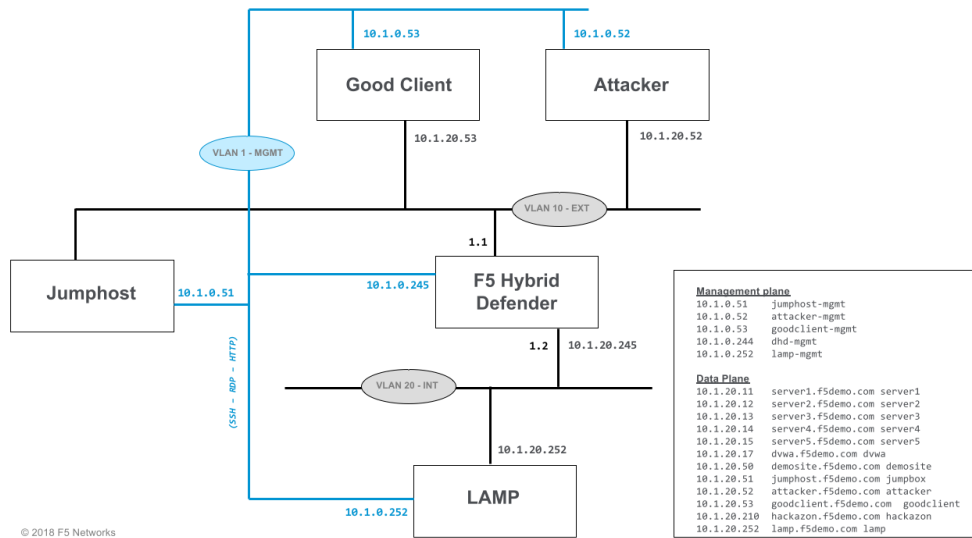 10.1.0.53
10.1.0.52
Good Client
Attacker
10.1.20.53
10.1.20.52
VLAN 1 - MGMT
VLAN 10 - EXT
1.1
Jumphost
10.1.0.51
10.1.0.245
F5 Hybrid
Defender
1.2
10.1.20.245
(SSH – RDP – HTTP)
VLAN 20 - INT
10.1.20.252
LAMP
10.1.0.252
Management plane
10.1.0.51 jumphost-mgmt
10.1.0.52 attacker-mgmt
10.1.0.53 goodclient-mgmt
10.1.0.244 dhd-mgmt
10.1.0.252 lamp-mgmt
Data Plane
10.1.20.11 server1.f5demo.com server1
10.1.20.12 server2.f5demo.com server2
10.1.20.13 server3.f5demo.com server3
10.1.20.14 server4.f5demo.com server4
10.1.20.15 server5.f5demo.com server5
10.1.20.17 dvwa.f5demo.com dvwa
10.1.20.50 demosite.f5demo.com demosite
10.1.20.51 jumphost.f5demo.com jumpbox
10.1.20.52 attacker.f5demo.com attacker
10.1.20.53 goodclient.f5demo.com goodclient
10.1.20.210 hackazon.f5demo.com hackazon
10.1.20.252 lamp.f5demo.com lamp
© 2018 F5 Networks